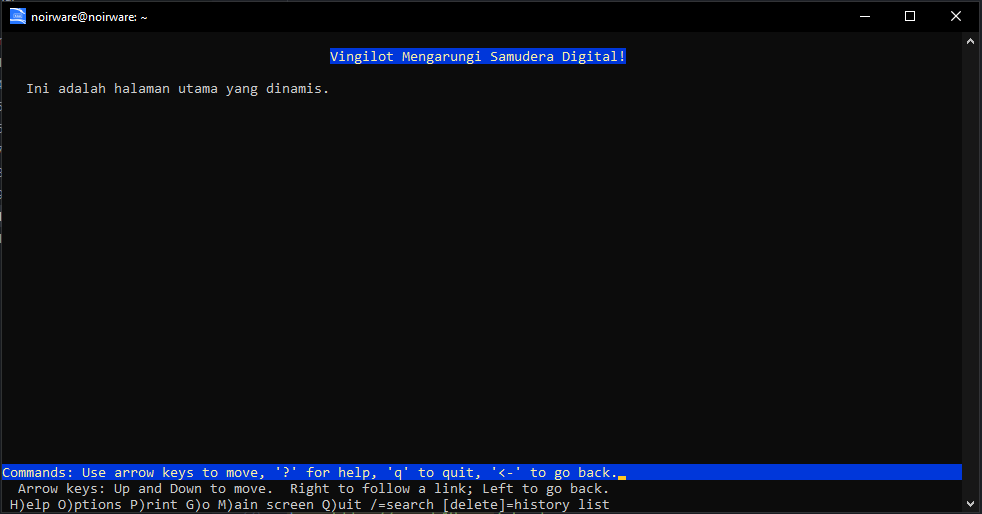 noirware@noirware: ~
Vingilot Mengarungi Samudera Digital!
Ini adalah halaman utama yang dinamis.
Commands: Use arrow keys to move, '?' for help, 'q' to quit, '<-' to go back.
Arrow keys: Up and Down to move.  Right to follow a link; Left to go back.
H)elp O)ptions P)rint G)o M)ain screen Q)uit /=search [delete]=history list